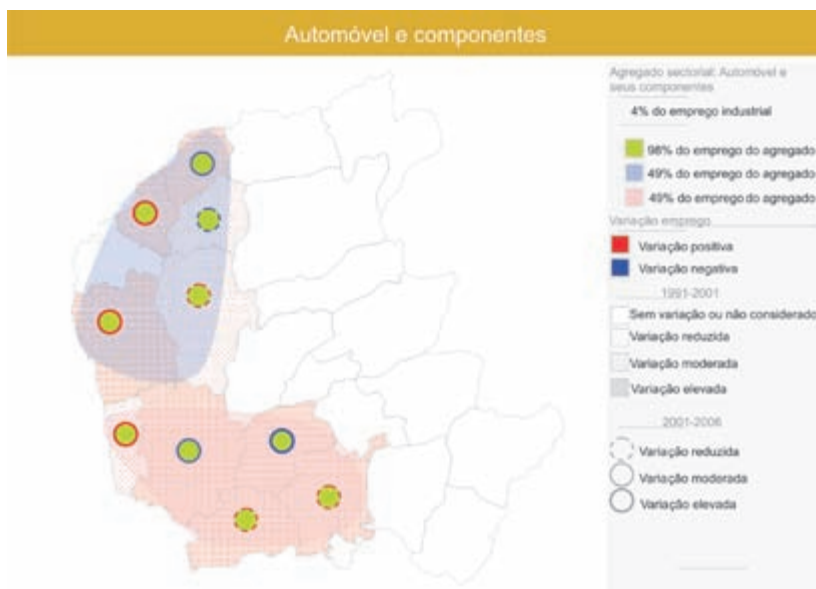 Automóvel e componentes
Agregado sectorial: Automóvel e
seus componentes
4% do emprego industrial
98% do emprego do agregado
49% do emprego do agregado
49% do emprego do agregado
Variação emprego
Variação positiva
Variação negativa
1991-2001
Sem variação ou não considerado
Variação reduzida
Variação moderada
Variação elevada
2001-2006
Variação reduzida
Variação moderada
Variação elevada